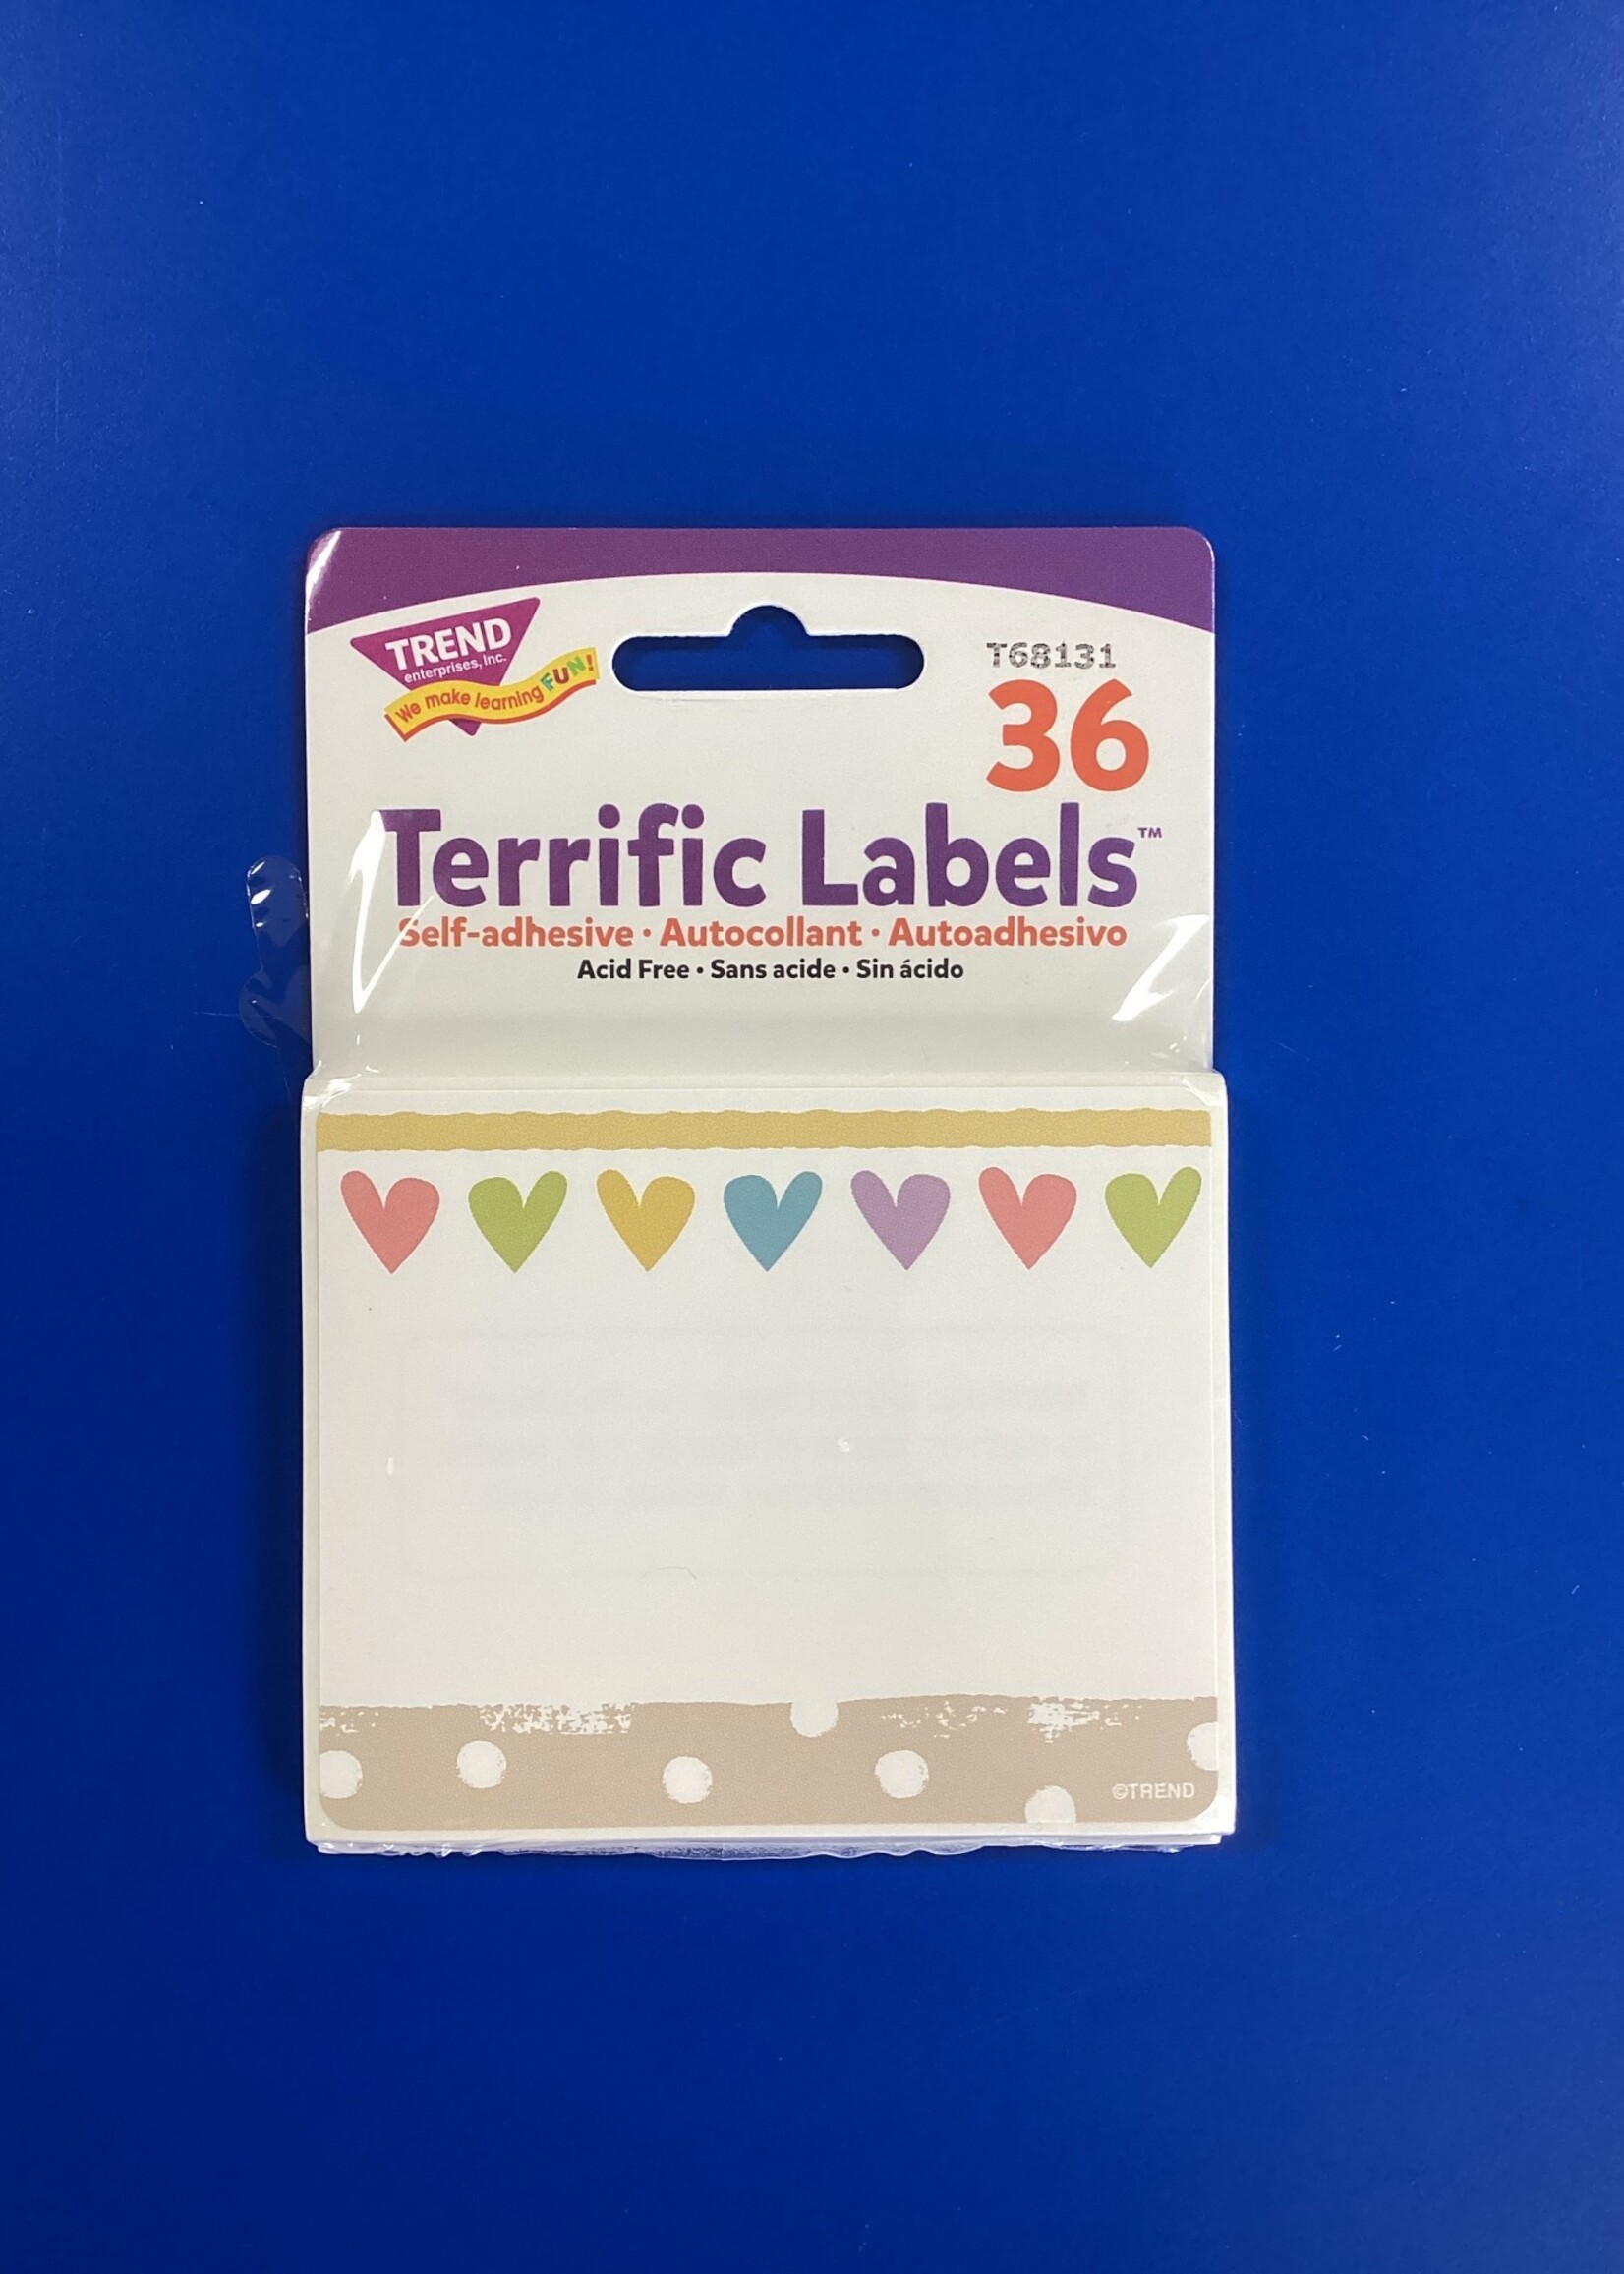 TREND
enterprises, Inc.
We make learning FUN!
T68131
36
Terrific Labels™
Self-adhesive • Autocollant • Autoadhesivo
Acid Free • Sans acide • Sin ácido
©TREND